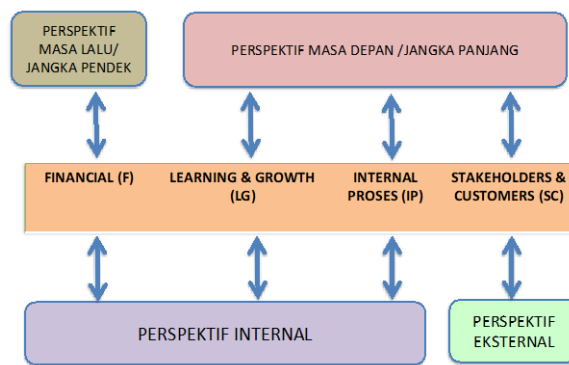 PERSPEKTIF
MASA LALU/
JANGKA PENDEK
PERSPEKTIF MASA DEPAN /JANGKA PANJANG
FINANCIAL (F)
LEARNING & GROWTH
(LG)
INTERNAL
PROSES (IP)
STAKEHOLDERS &
CUSTOMERS (SC)
PERSPEKTIF INTERNAL
PERSPEKTIF
EKSTERNAL